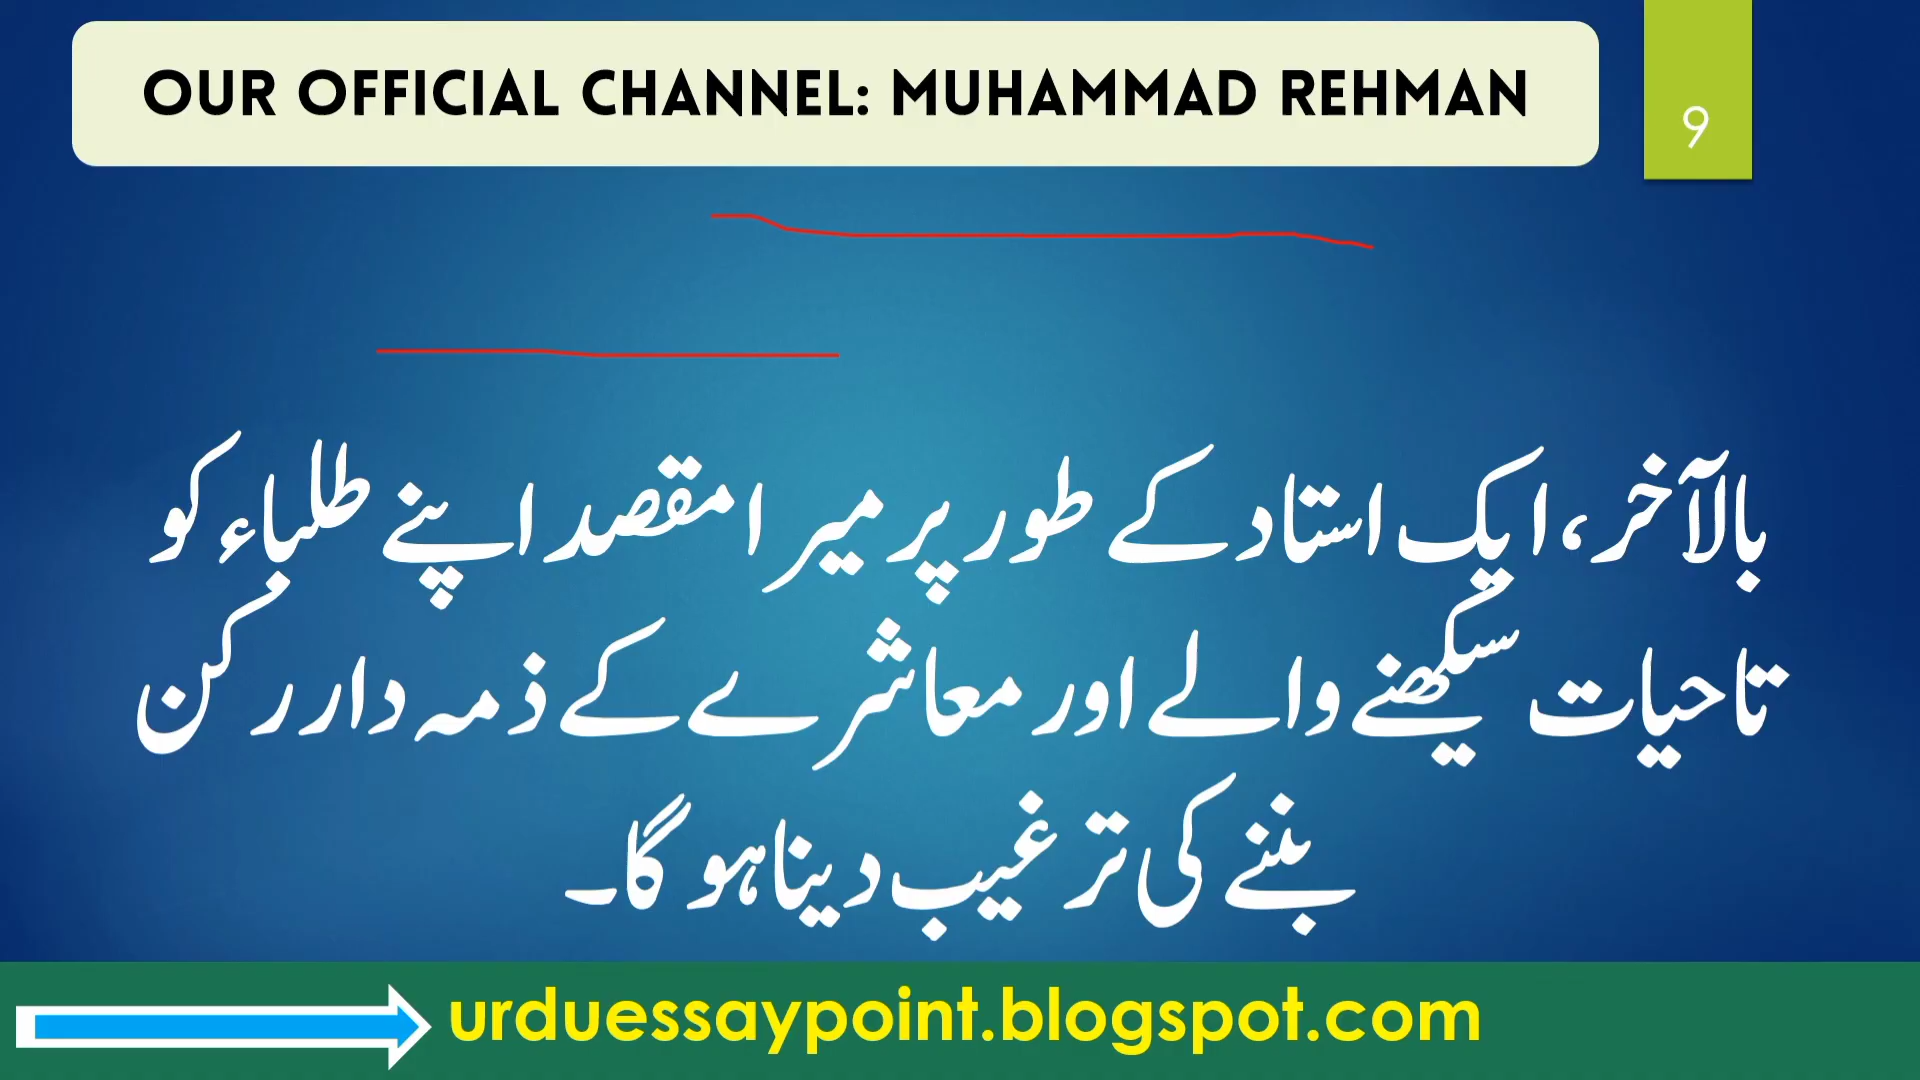 OUR OFFICIAL CHANNEL: MUHAMMAD REHMAN
9
بالآخر، ایک استاد کے طور پر میرا مقصد اپنے طلباء کو
تاحیات سیکھنے والے اور معاشرے کے ذمہ دار رکن
بننے کی ترغیب دینا ہو گا۔
urduessaypoint.blogspot.com